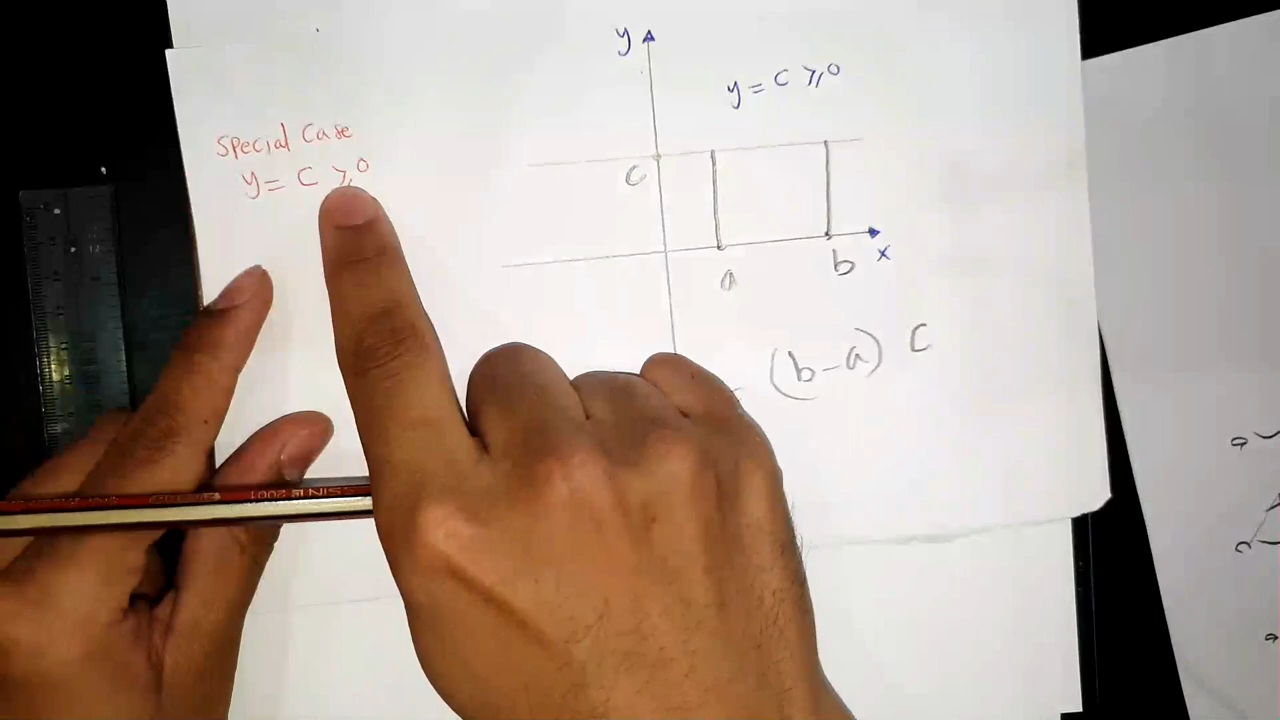 y
y = c ⩾ 0
Special Case
y = c ⩾ 0
c
a
b
x
(b-a) c